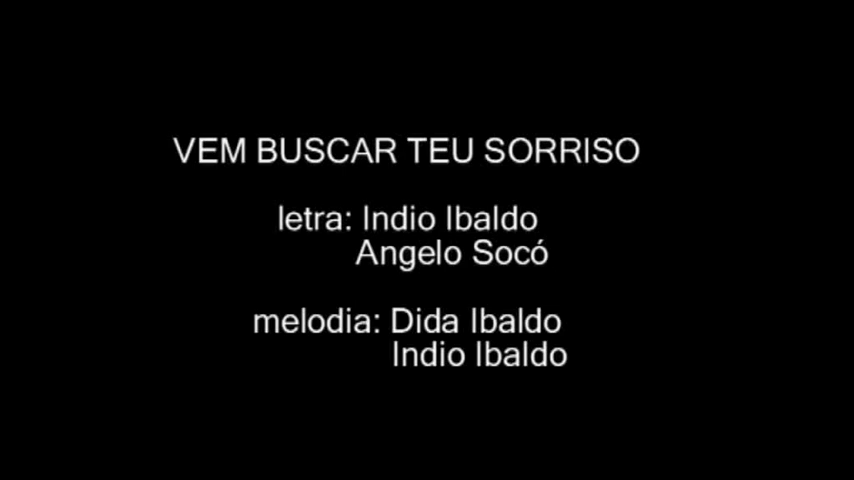 VEM BUSCAR TEU SORRISO
letra: Indio Ibaldo
Angelo Socó
melodia: Dida Ibaldo
Indio Ibaldo